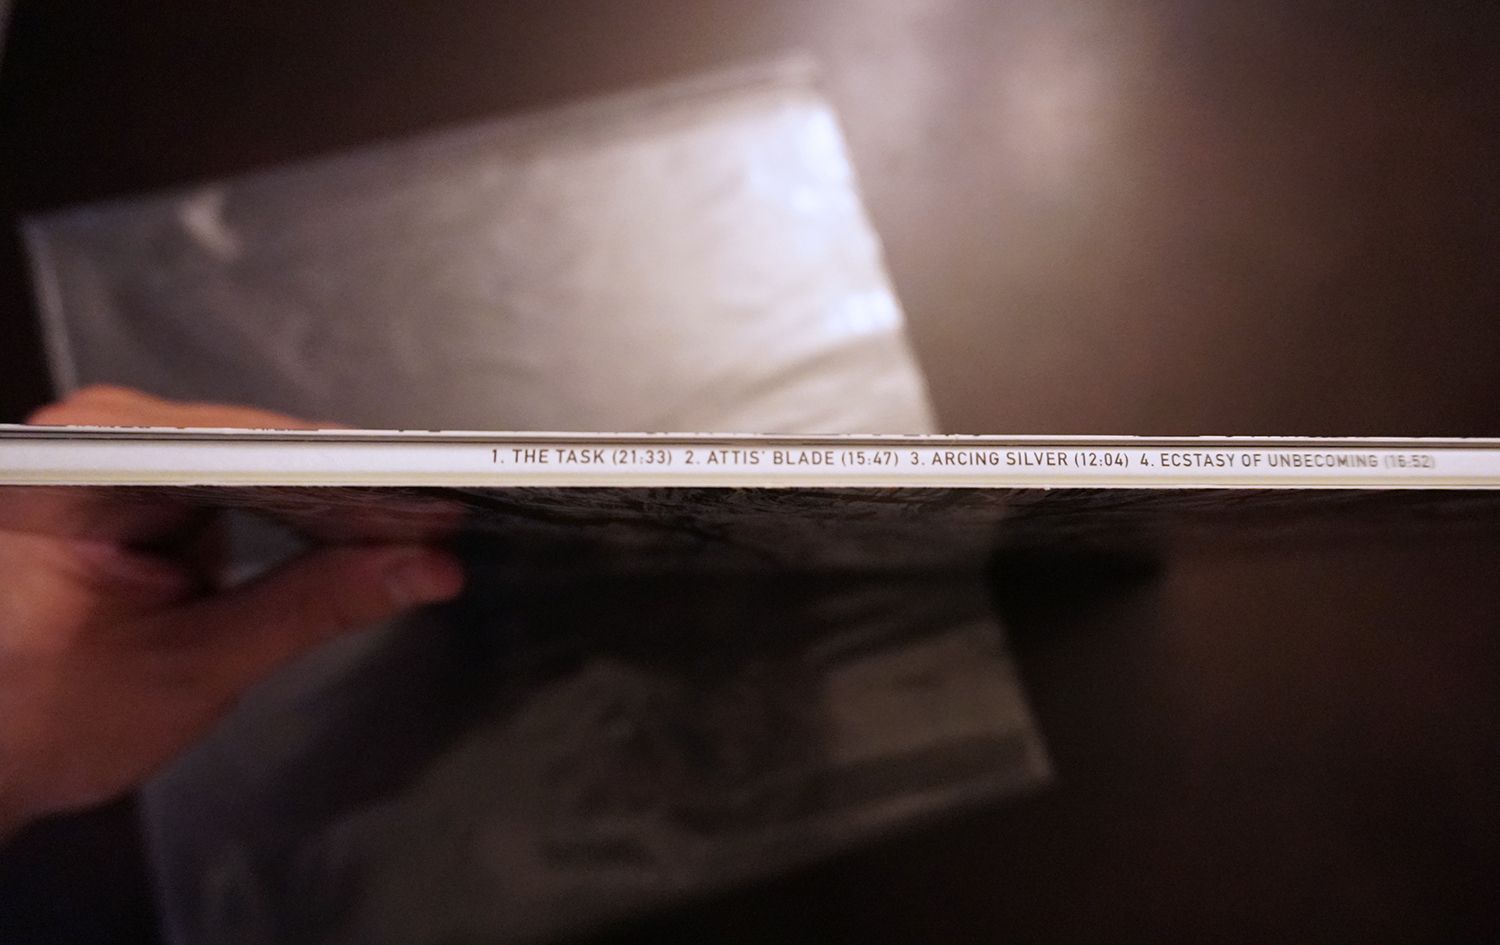 1. THE TASK (21:33) 2. ATTIS' BLADE (15:47) 3. ARCING SILVER (12:04) 4. ECSTASY OF UNBECOMING (16:52)